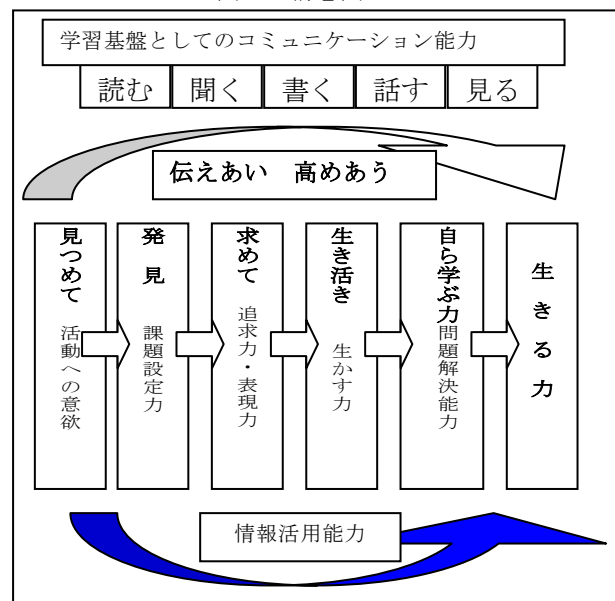 学習基盤としてのコミュニケーション能力
読む
聞く
書く
話す
見る
伝えあい 高めあう
見つめて 活動への意欲
発見 課題設定力
求めて 追求力・表現力
生き活き 生かす力
自ら学ぶ力 問題解決能力
生きる力
情報活用能力